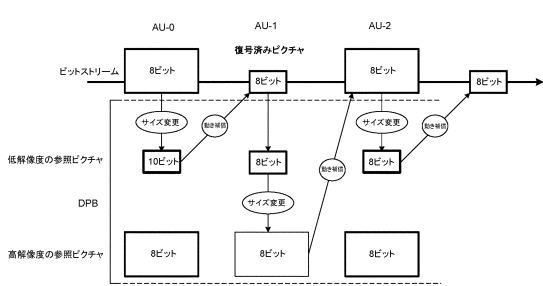 AU-0
AU-1
AU-2
復号済みピクチャ
ビットストリーム
8ビット
8ビット
8ビット
8ビット
サイズ変更
動き補償
サイズ変更
動き補償
低解像度の参照ピクチャ
10ビット
8ビット
動き補償
8ビット
DPB
サイズ変更
高解像度の参照ピクチャ
8ビット
8ビット
8ビット